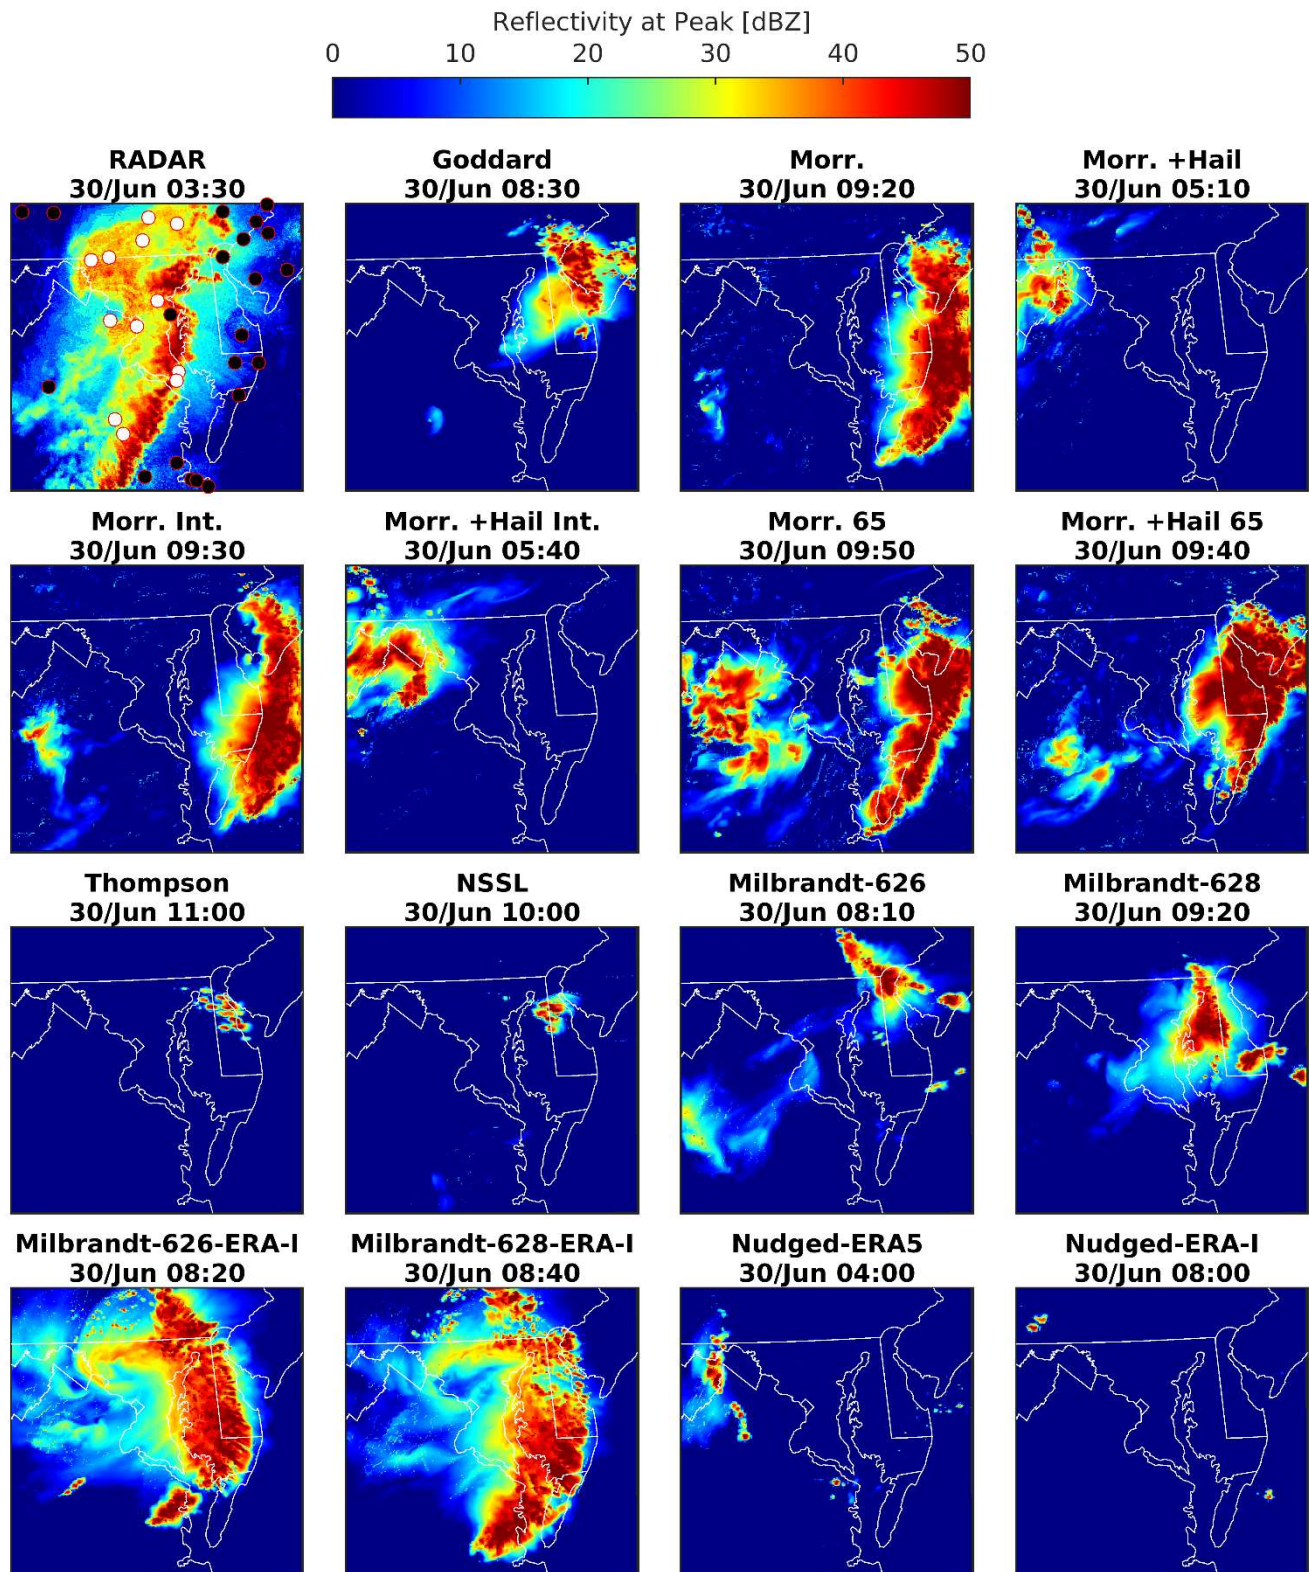 Reflectivity at Peak [dBZ]
0 10 20 30 40 50
RADAR
30/Jun 03:30
Goddard
30/Jun 08:30
Morr.
30/Jun 09:20
Morr. +Hail
30/Jun 05:10
Morr. Int.
30/Jun 09:30
Morr. +Hail Int.
30/Jun 05:40
Morr. 65
30/Jun 09:50
Morr. +Hail 65
30/Jun 09:40
Thompson
30/Jun 11:00
NSSL
30/Jun 10:00
Milbrandt-626
30/Jun 08:10
Milbrandt-628
30/Jun 09:20
Milbrandt-626-ERA-I
30/Jun 08:20
Milbrandt-628-ERA-I
30/Jun 08:40
Nudged-ERA5
30/Jun 04:00
Nudged-ERA-I
30/Jun 08:00